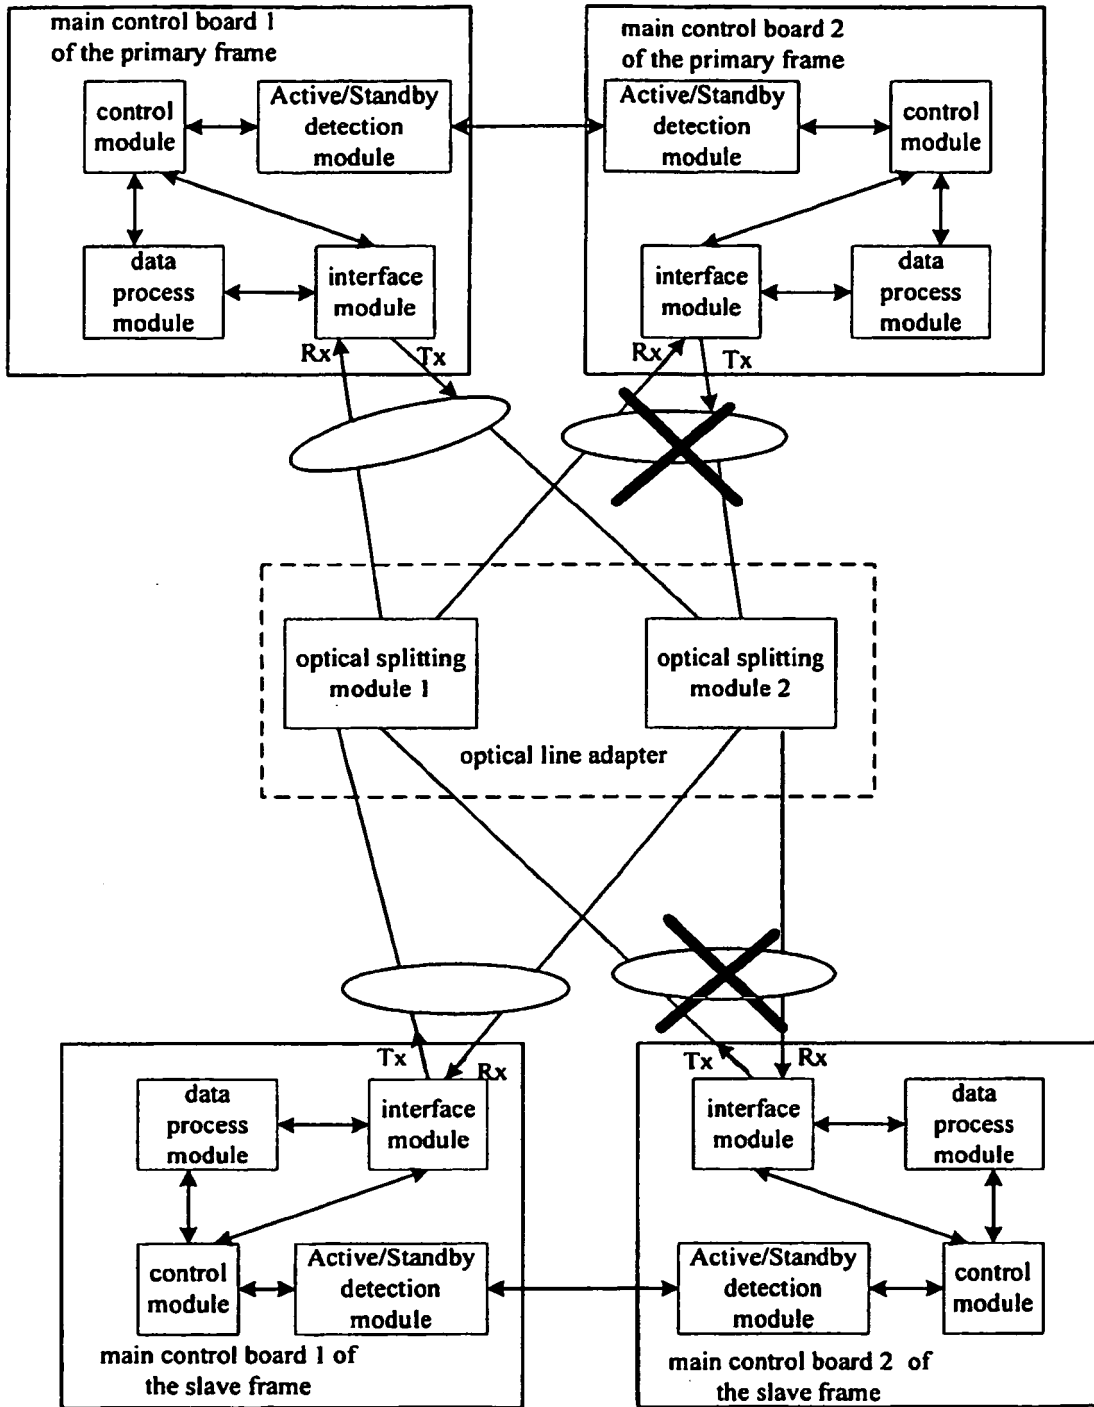 main control board 1
of the primary frame
control
module
Active/Standby
detection
module
data
process
module
interface
module
Rx
Tx
main control board 2
of the primary frame
Active/Standby
detection
module
control
module
interface
module
data
process
module
Rx
Tx
optical splitting
module 1
optical splitting
module 2
optical line adapter
Tx
Rx
data
process
module
interface
module
control
module
Active/Standby
detection
module
main control board 1 of
the slave frame
Tx
Rx
interface
module
data
process
module
Active/Standby
detection
module
control
module
main control board 2 of
the slave frame